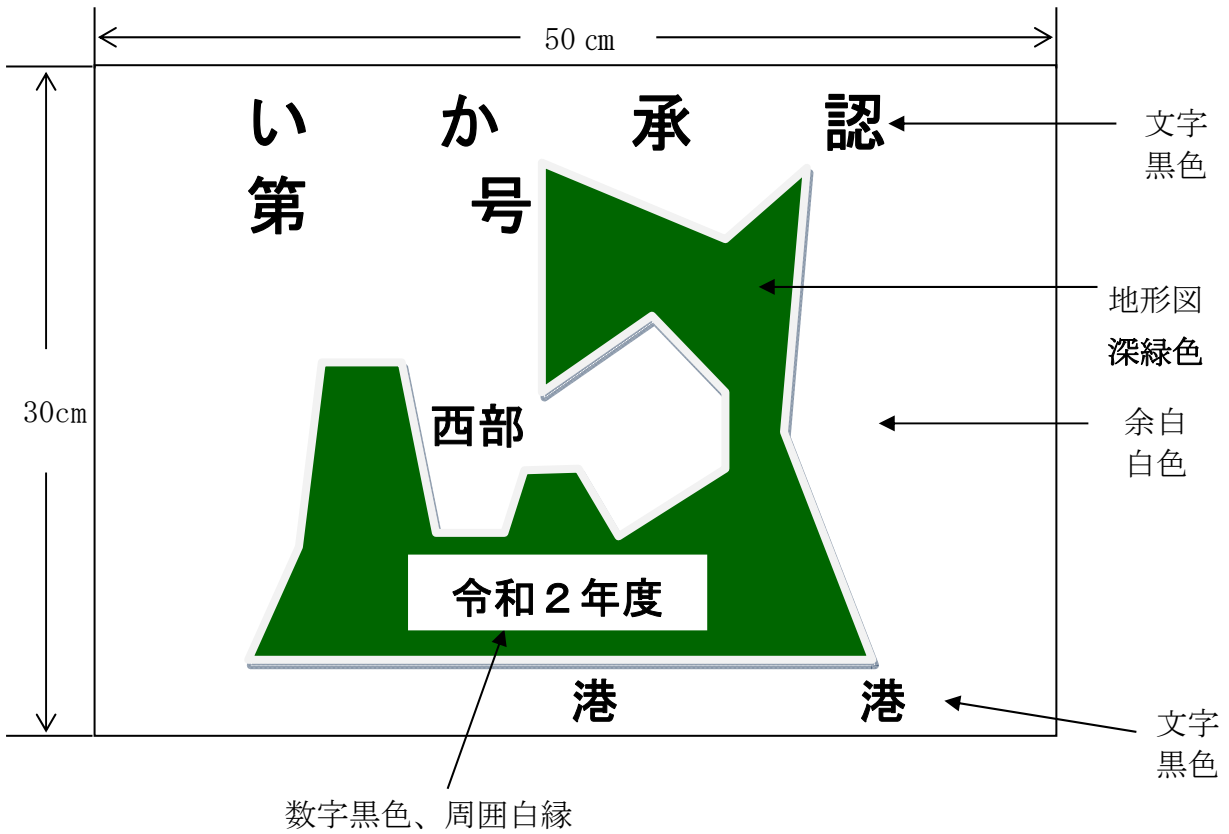 50 cm
い か 承 認
文字
黒色
第 号
地形図
深緑色
30cm
西部
余白
白色
令和２年度
港 港
文字
黒色
数字黒色、周囲白縁